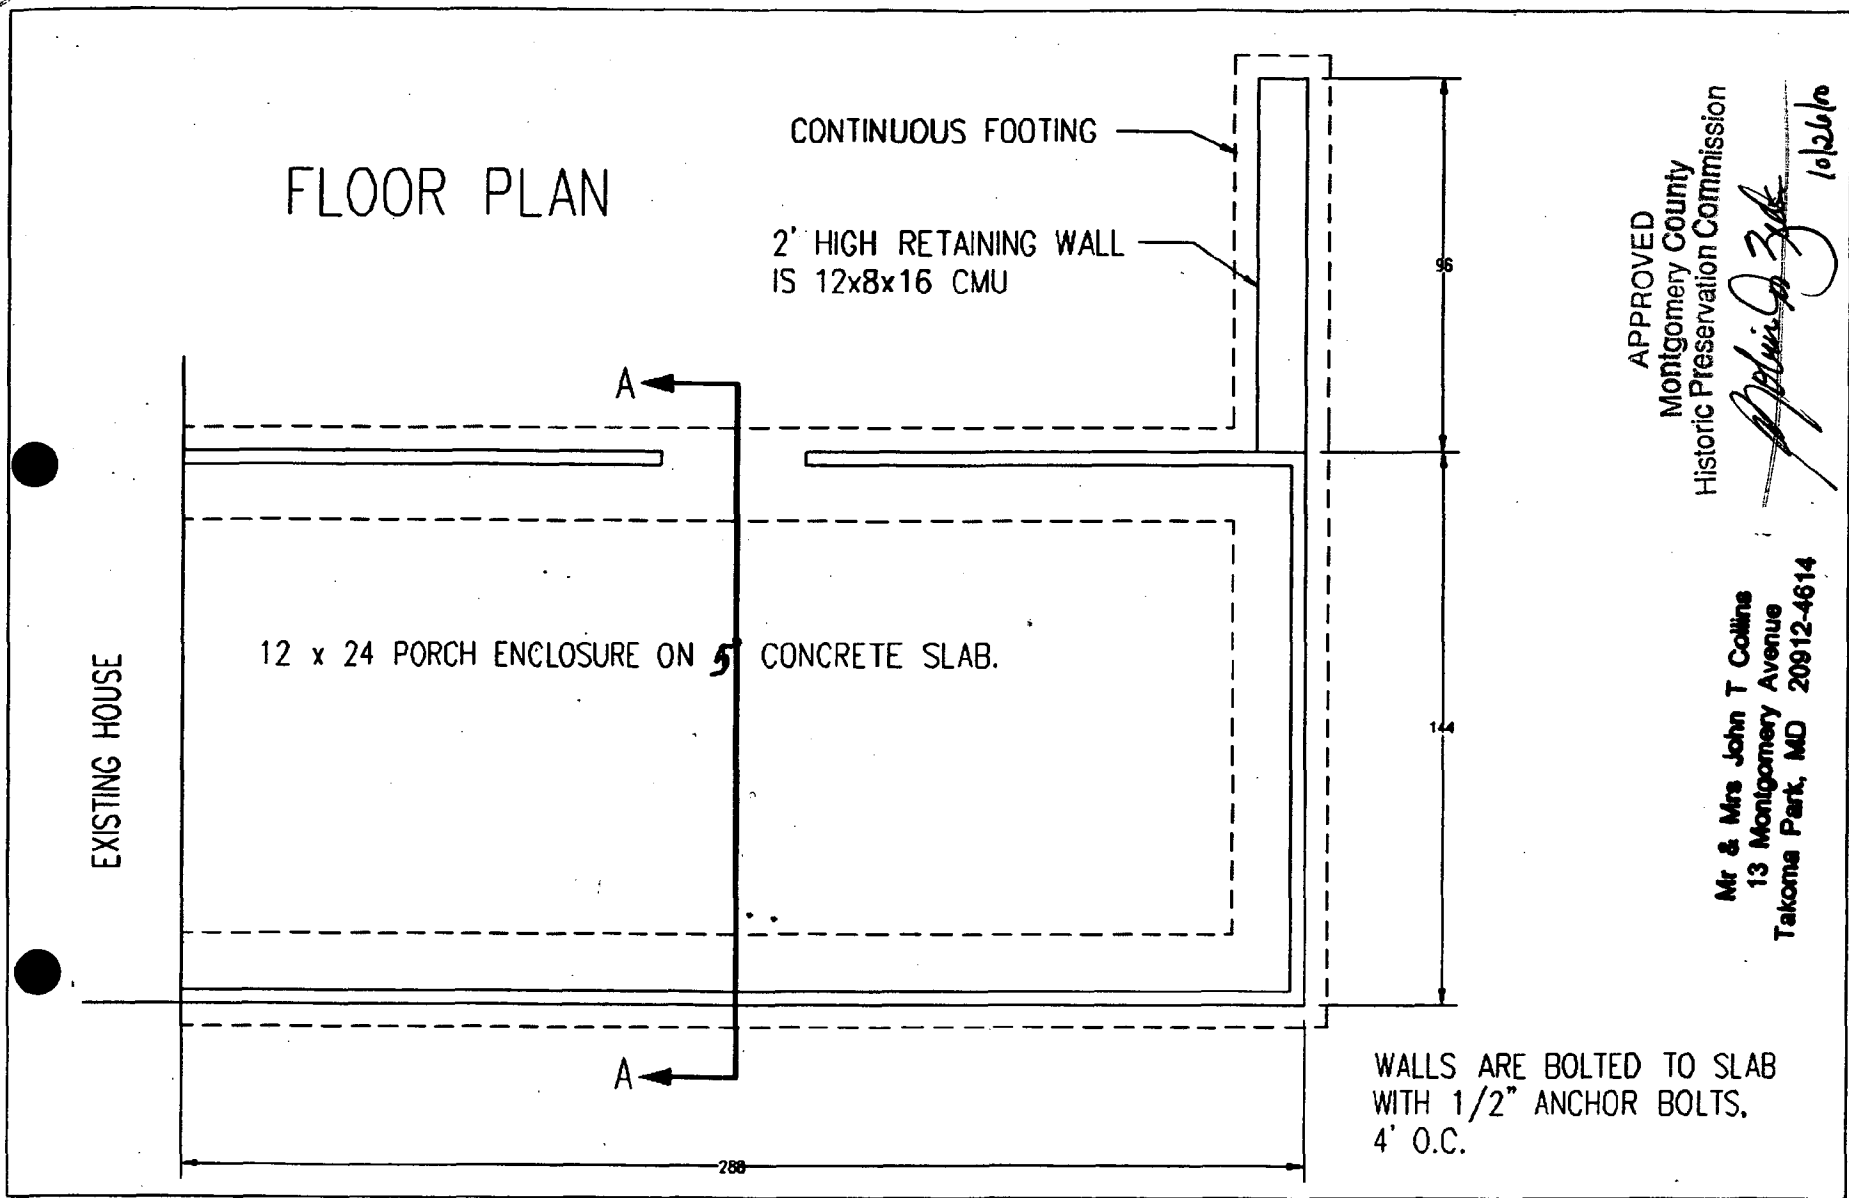 FLOOR PLAN
CONTINUOUS FOOTING
2' HIGH RETAINING WALL
IS 12x8x16 CMU
96
A
EXISTING HOUSE
12 x 24 PORCH ENCLOSURE ON 5" CONCRETE SLAB.
144
A
288
WALLS ARE BOLTED TO SLAB
WITH 1/2" ANCHOR BOLTS,
4' O.C.
APPROVED
Montgomery County
Historic Preservation Commission
10/26/10
Mr & Mrs John T Collins
13 Montgomery Avenue
Takoma Park, MD 20912-4614